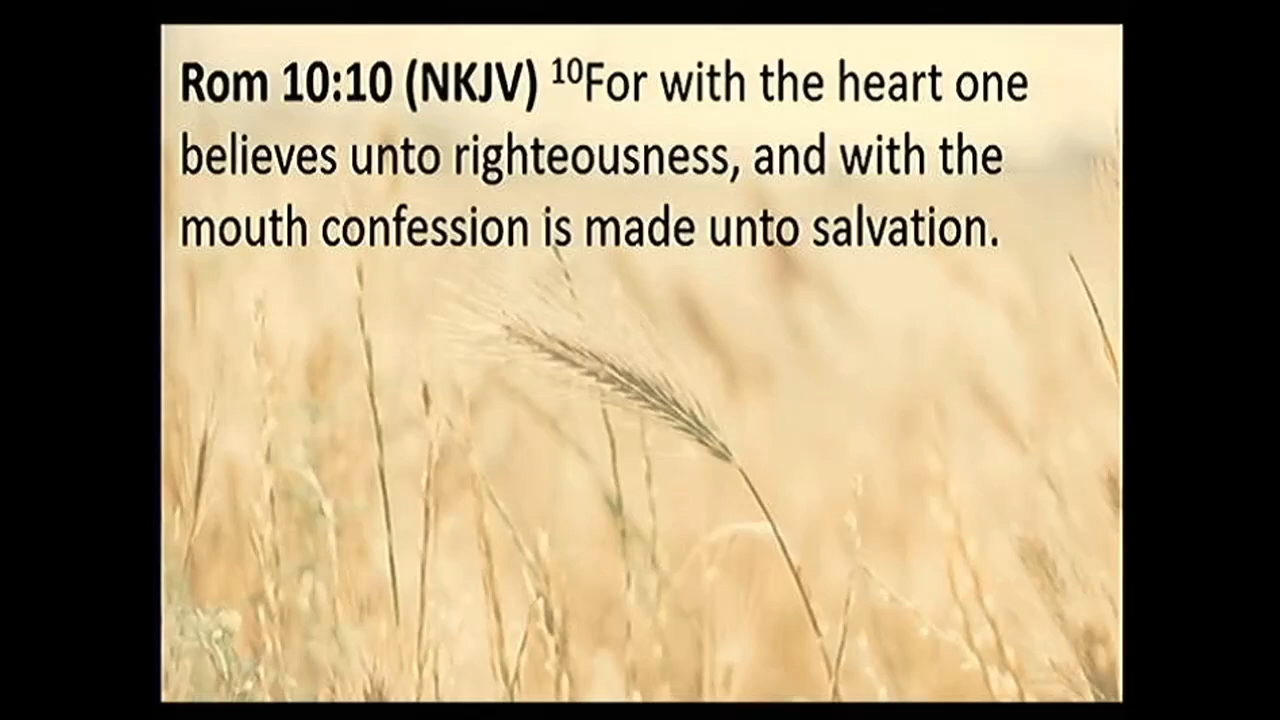 Rom 10:10 (NKJV) ¹⁰For with the heart one
believes unto righteousness, and with the
mouth confession is made unto salvation.